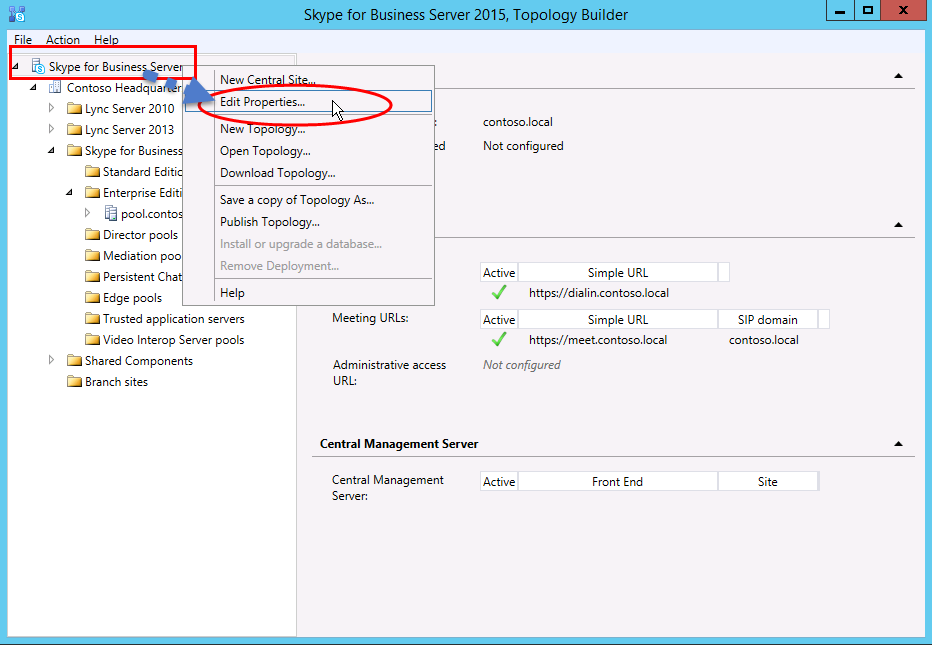 Skype for Business Server 2015, Topology Builder
File Action Help
Skype for Business Server
Contoso Headquarter
Lync Server 2010
Lync Server 2013
Skype for Business
Standard Editic
Enterprise Editi
pool.contos
Director pools
Mediation poo
Persistent Chat
Edge pools
Trusted application servers
Video Interop Server pools
Shared Components
Branch sites
New Central Site...
Edit Properties...
New Topology...
Open Topology...
Download Topology...
Save a copy of Topology As...
Publish Topology...
Install or upgrade a database...
Remove Deployment...
Help
: contoso.local
ed Not configured
Active Simple URL
https://dialin.contoso.local
Meeting URLs: Active Simple URL SIP domain
https://meet.contoso.local contoso.local
Administrative access Not configured
URL:
Central Management Server
Central Management Active Front End Site
Server: